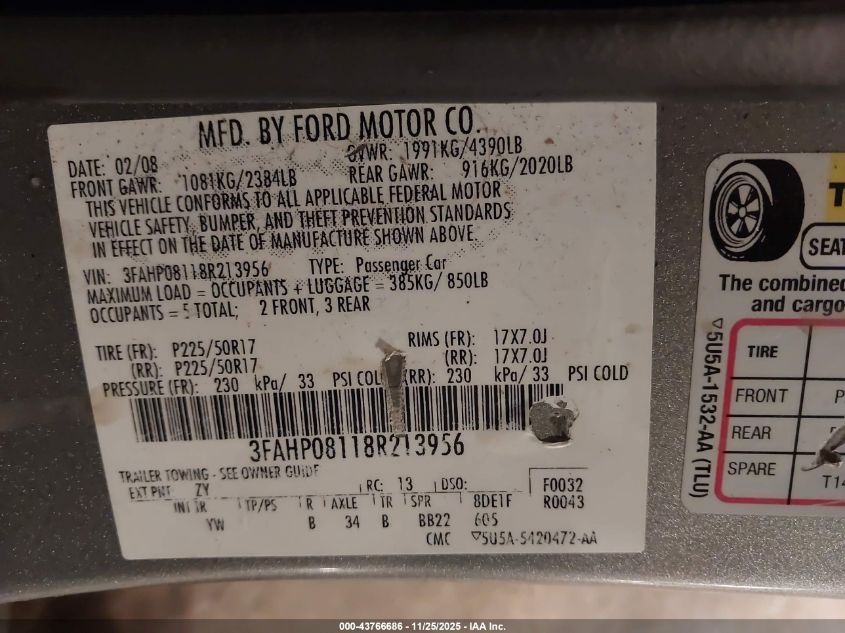 MFD. BY FORD MOTOR CO.
DATE: 02/08 GVWR: 1991KG/4390LB
FRONT GAWR: 1081KG/2384LB REAR GAWR: 916KG/2020LB
THIS VEHICLE CONFORMS TO ALL APPLICABLE FEDERAL MOTOR
VEHICLE SAFETY, BUMPER, AND THEFT PREVENTION STANDARDS
IN EFFECT ON THE DATE OF MANUFACTURE SHOWN ABOVE.
VIN: 3FAHP08118R213956 TYPE: Passenger Car
MAXIMUM LOAD = OCCUPANTS + LUGGAGE = 385KG/ 850LB
OCCUPANTS = 5 TOTAL; 2 FRONT, 3 REAR
TIRE (FR): P225/50R17 RIMS (FR): 17X7.0J
(RR): P225/50R17 (RR): 17X7.0J
PRESSURE (FR): 230 kPa/ 33 PSI COLD (RR): 230 kPa/ 33 PSI COLD
3FAHP08118R213956
TRAILER TOWING - SEE OWNER GUIDE
EXT PNT: ZY RC: 13 DSO: F0032
INT TR TP/PS R AXLE TR SPR 8DE1F R0043
YW B 34 B BB22 605
CMC ▽5U5A-5420472-AA
▽5U5A-1532-AA (TLU)
T
SEAT
The combined
and cargo
TIRE
FRONT P
REAR
SPARE T14
000-43766686 - 11/25/2025 - IAA Inc.